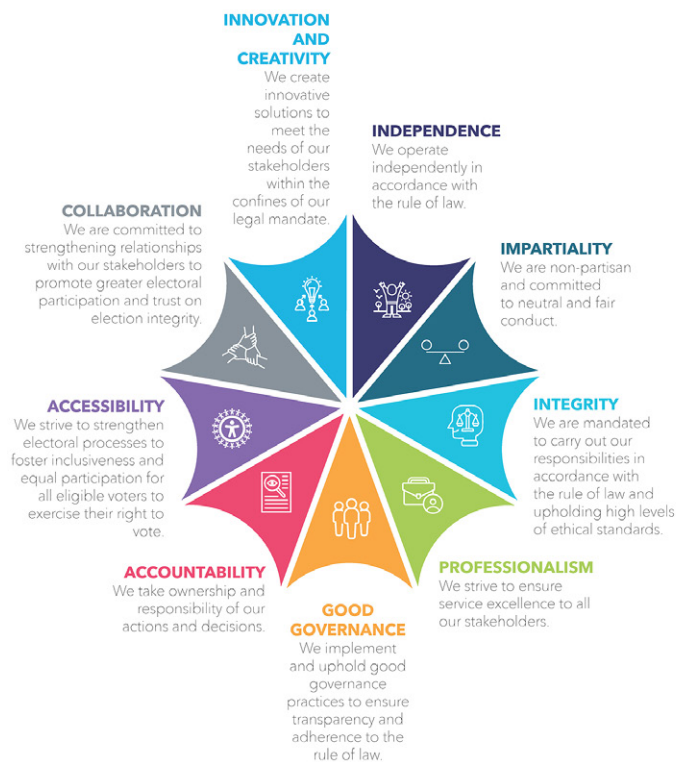 INNOVATION
AND
CREATIVITY
We create
innovative
solutions to
meet the
needs of our
stakeholders
within the
confines of our
legal mandate.
INDEPENDENCE
We operate
independently in
accordance with
the rule of law.
IMPARTIALITY
We are non-partisan
and committed
to neutral and fair
conduct.
INTEGRITY
We are mandated
to carry out our
responsibilities in
accordance with
the rule of law and
upholding high levels
of ethical standards.
PROFESSIONALISM
We strive to ensure
service excellence to all
our stakeholders.
GOOD
GOVERNANCE
We implement
and uphold good
governance
practices to ensure
transparency and
adherence to the
rule of law.
ACCOUNTABILITY
We take ownership and
responsibility of our
actions and decisions.
ACCESSIBILITY
We strive to strengthen
electoral processes to
foster inclusiveness and
equal participation for
all eligible voters to
exercise their right to
vote.
COLLABORATION
We are committed to
strengthening relationships
with our stakeholders to
promote greater electoral
participation and trust on
election integrity.